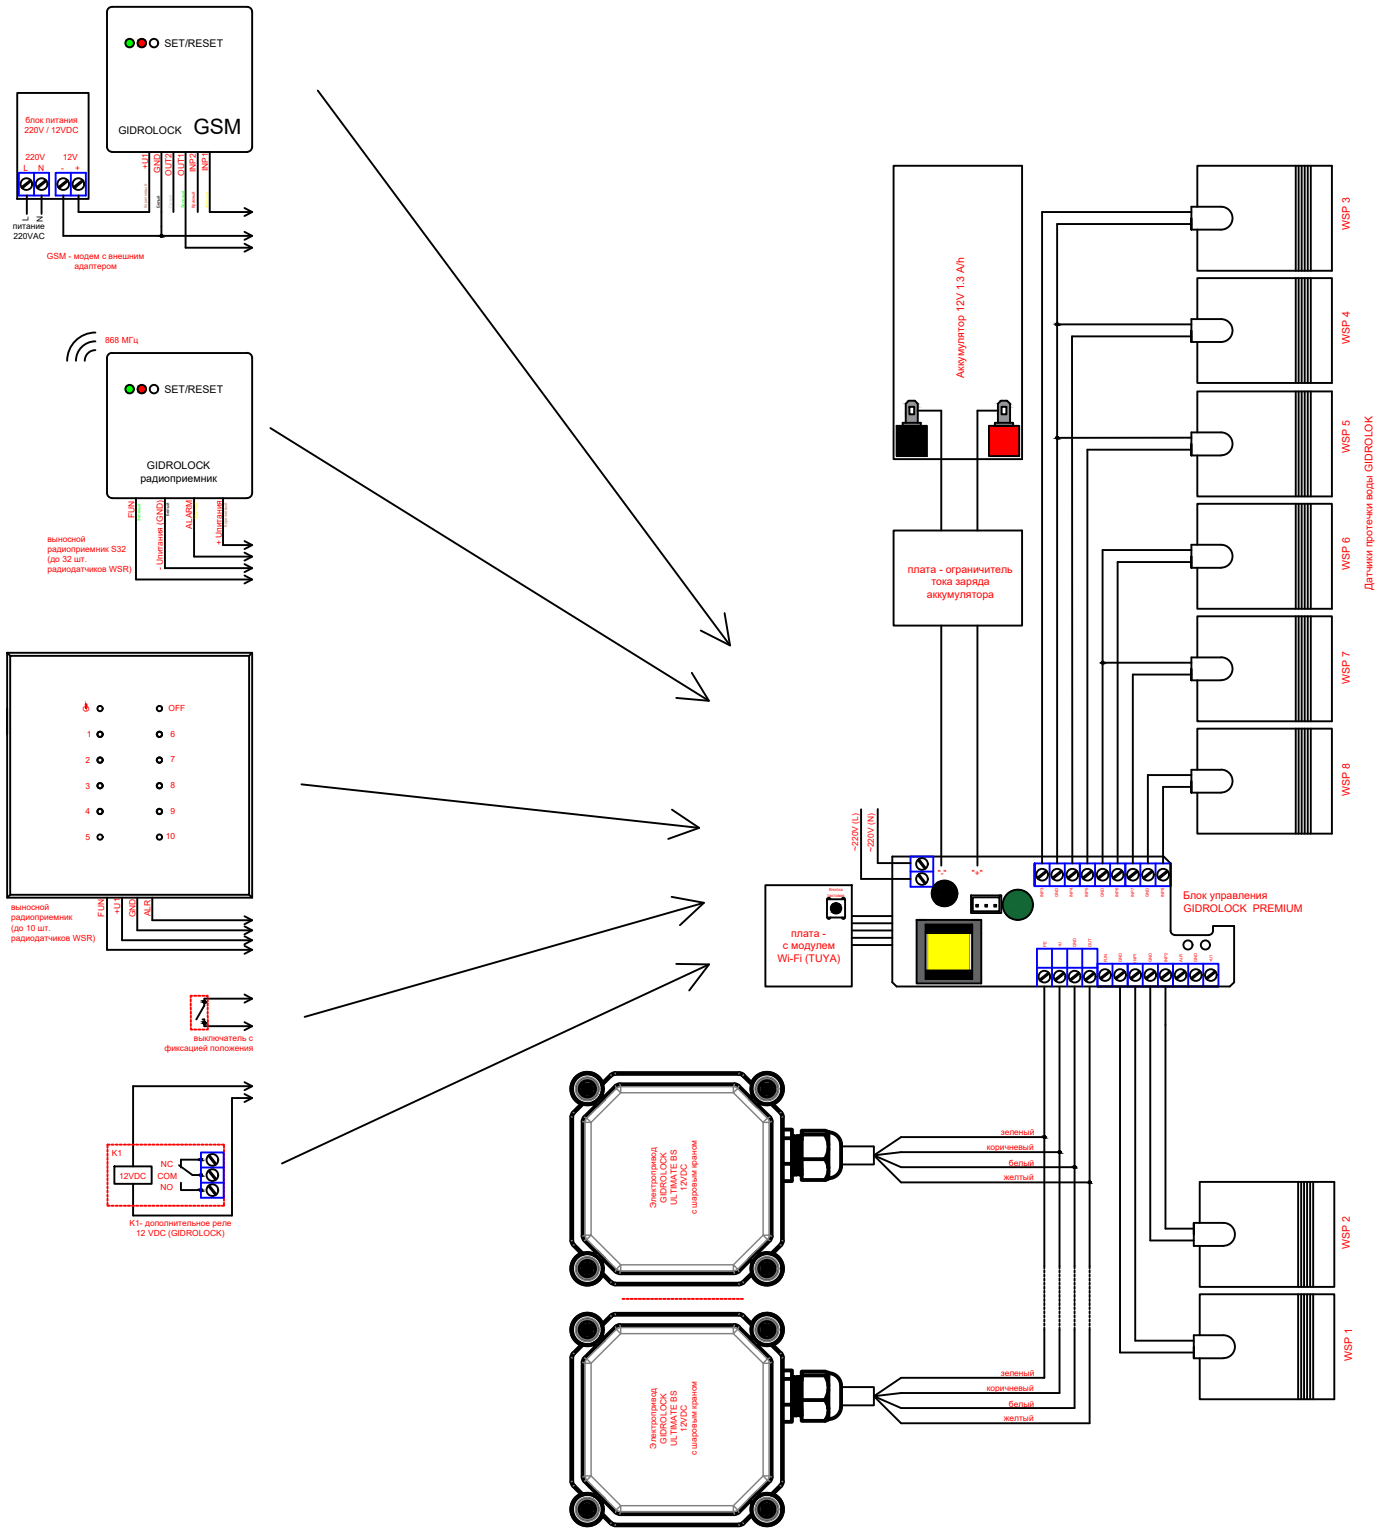 SET/RESET
GIDROLOCK GSM
блок питания
220V / 12VDC
220V 12V
L N - +
+U1
GND
OUT2
OUT1
INP2
INP1
L
N
питание
220VAC
GSM - модем с внешним
адаптером
868 МГц
SET/RESET
GIDROLOCK
радиоприемник
FUN
- Uпитания (GND)
ALARM
+ Uпитания
выносной
радиоприемник S32
(до 32 шт.
радиодатчиков WSR)
OFF
1 6
2 7
3 8
4 9
5 10
FUN
+U1
GND
ALR
выносной
радиоприемник
(до 10 шт.
радиодатчиков WSR)
выключатель с
фиксацией положения
K1
12VDC
NC
COM
NO
K1- дополнительное реле
12 VDC (GIDROLOCK)
Аккумулятор 12V 1.3 A/h
плата - ограничитель
тока заряда
аккумулятора
~220V (L)
~220V (N)
"-"
"+"
плата -
с модулем
Wi-Fi (TUYA)
Блок управления
GIDROLOCK PREMIUM
WSP 3
WSP 4
WSP 5
WSP 6
WSP 7
WSP 8
Датчики протечки воды GIDROLOK
WSP 2
WSP 1
Электропривод
GIDROLOCK
ULTIMATE BS
12VDC
с шаровым краном
зеленый
коричневый
белый
желтый
Электропривод
GIDROLOCK
ULTIMATE BS
12VDC
с шаровым краном
зеленый
коричневый
белый
желтый